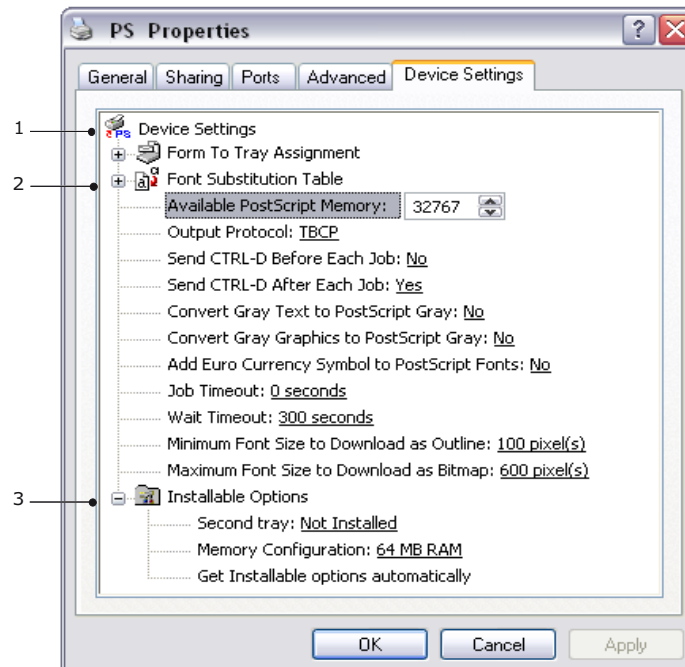 PS Properties
General Sharing Ports Advanced Device Settings
1 PS Device Settings
Form To Tray Assignment
2 a a Font Substitution Table
Available PostScript Memory: 32767
Output Protocol: TBCP
Send CTRL-D Before Each Job: No
Send CTRL-D After Each Job: Yes
Convert Gray Text to PostScript Gray: No
Convert Gray Graphics to PostScript Gray: No
Add Euro Currency Symbol to PostScript Fonts: No
Job Timeout: 0 seconds
Wait Timeout: 300 seconds
Minimum Font Size to Download as Outline: 100 pixel(s)
Maximum Font Size to Download as Bitmap: 600 pixel(s)
3 Installable Options
Second tray: Not Installed
Memory Configuration: 64 MB RAM
Get Installable options automatically
OK Cancel Apply